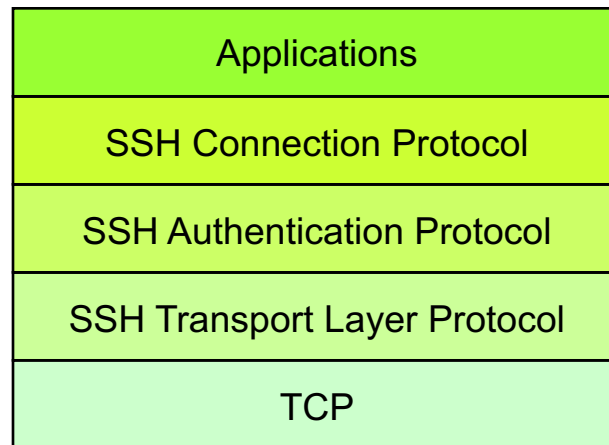 Applications
SSH Connection Protocol
SSH Authentication Protocol
SSH Transport Layer Protocol
TCP